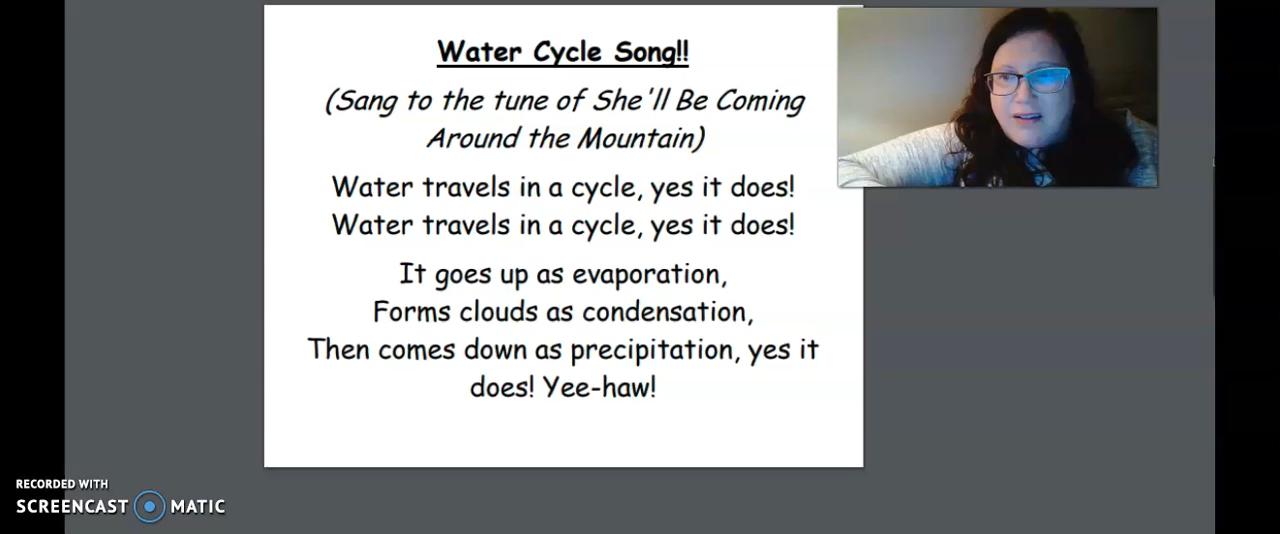 Water Cycle Song!!
(Sang to the tune of She'll Be Coming
Around the Mountain)
Water travels in a cycle, yes it does!
Water travels in a cycle, yes it does!
It goes up as evaporation,
Forms clouds as condensation,
Then comes down as precipitation, yes it
does! Yee-haw!
RECORDED WITH
SCREENCAST MATIC